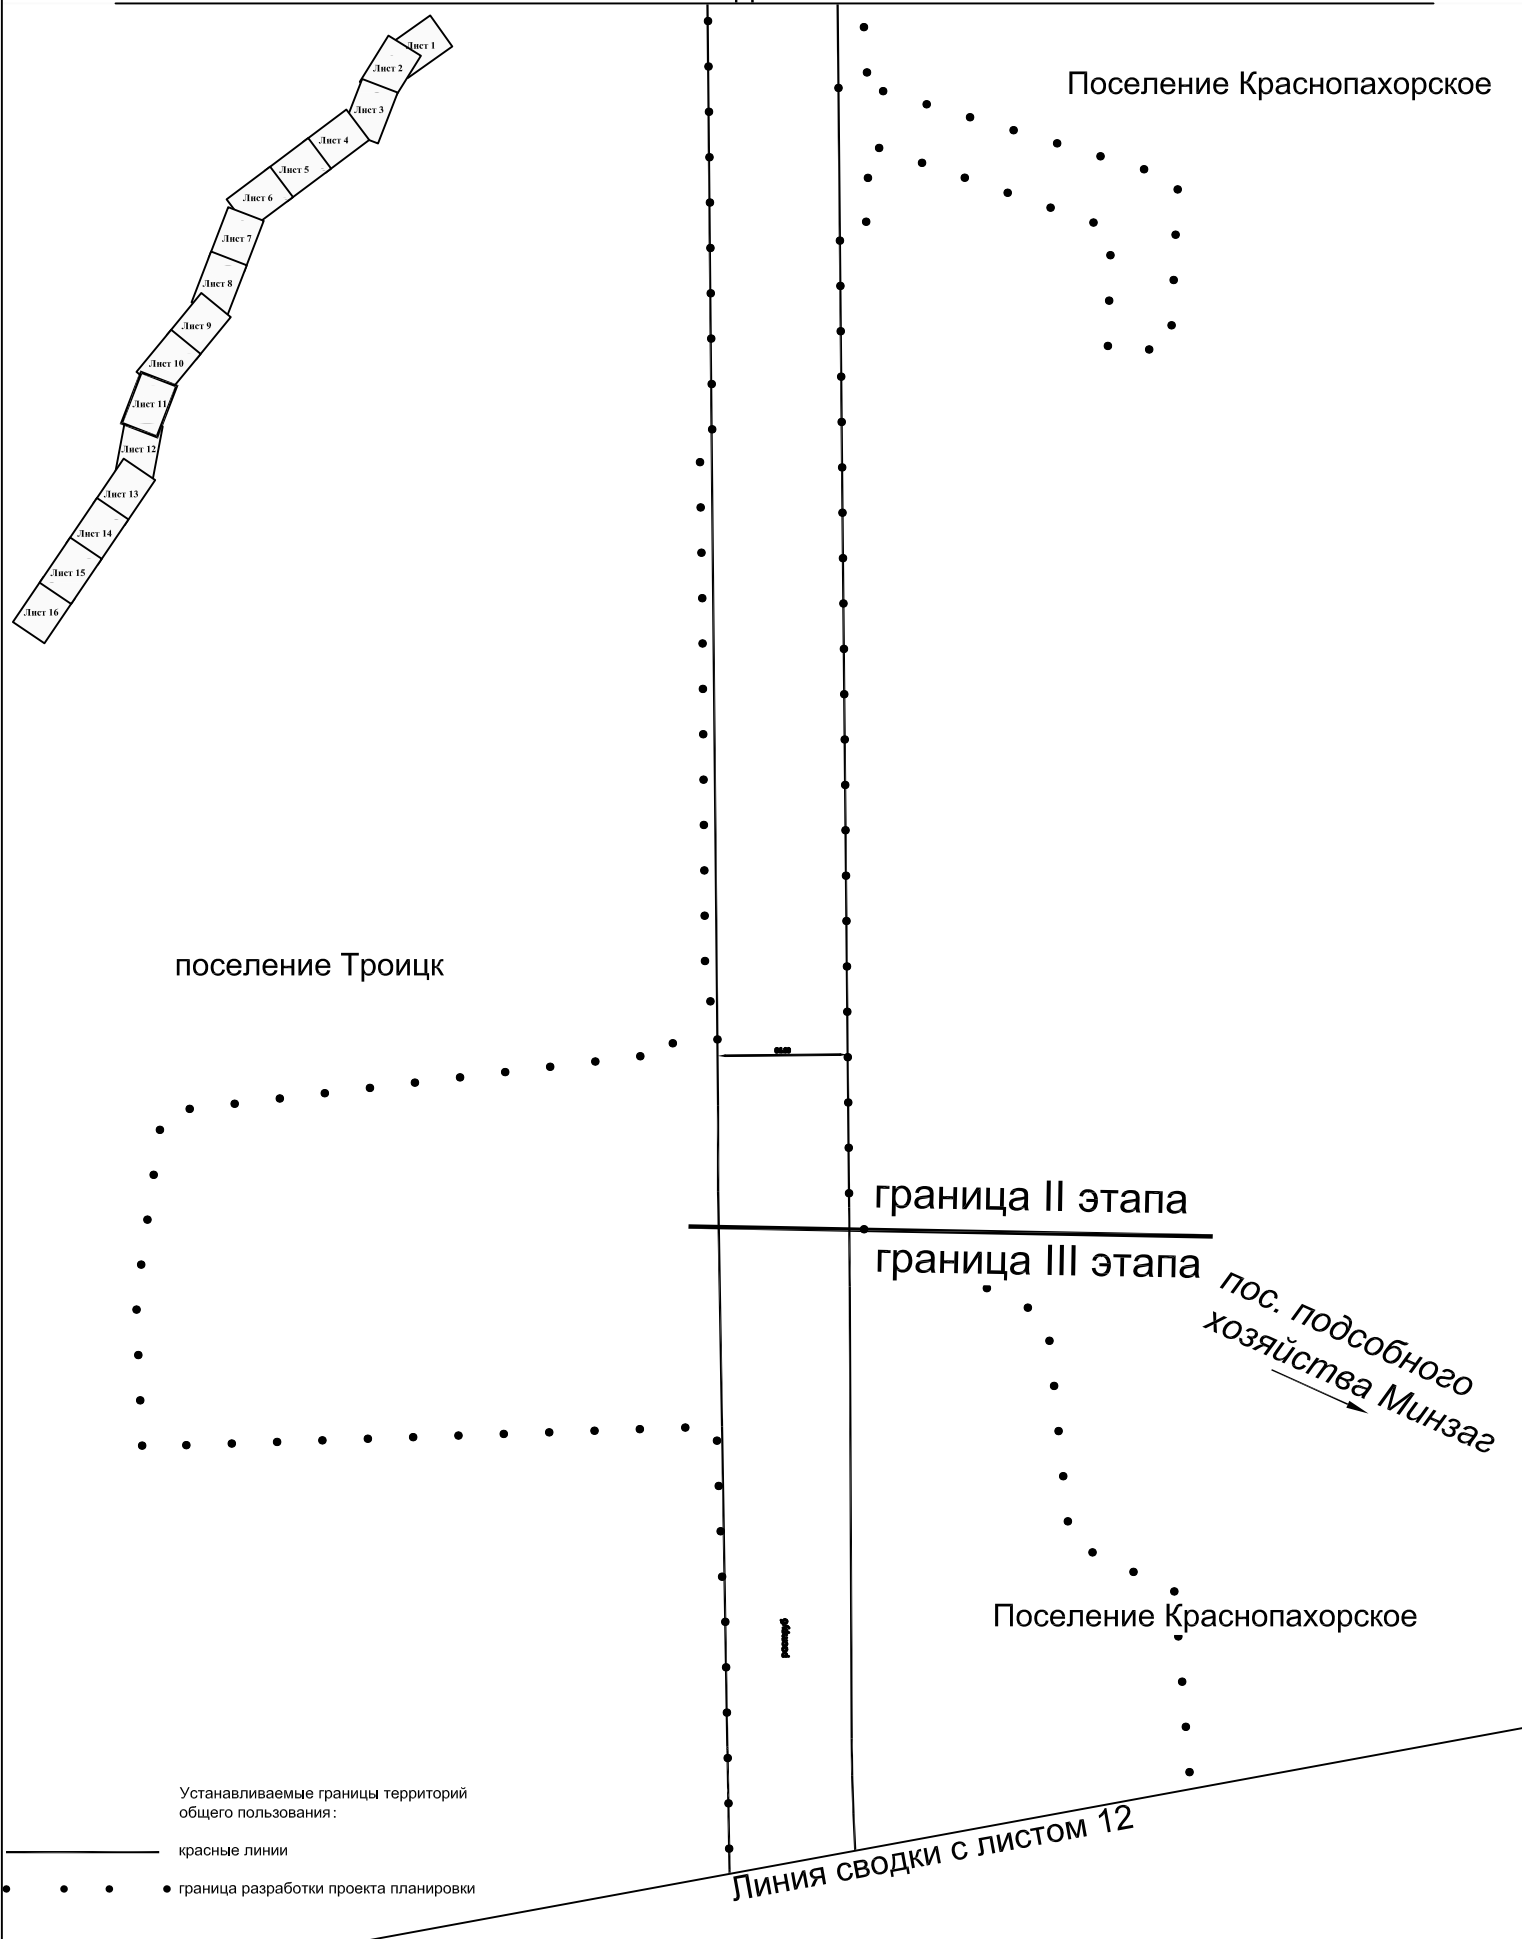 Лист 1
Лист 2
Лист 3
Лист 4
Лист 5
Лист 6
Лист 7
Лист 8
Лист 9
Лист 10
Лист 11
Лист 12
Лист 13
Лист 14
Лист 15
Лист 16
Поселение Краснопахорское
поселение Троицк
граница II этапа
граница III этапа
пос. подсобного
хозяйства Минзаг
Поселение Краснопахорское
Линия сводки с листом 12
Устанавливаемые границы территорий
общего пользования:
красные линии
граница разработки проекта планировки